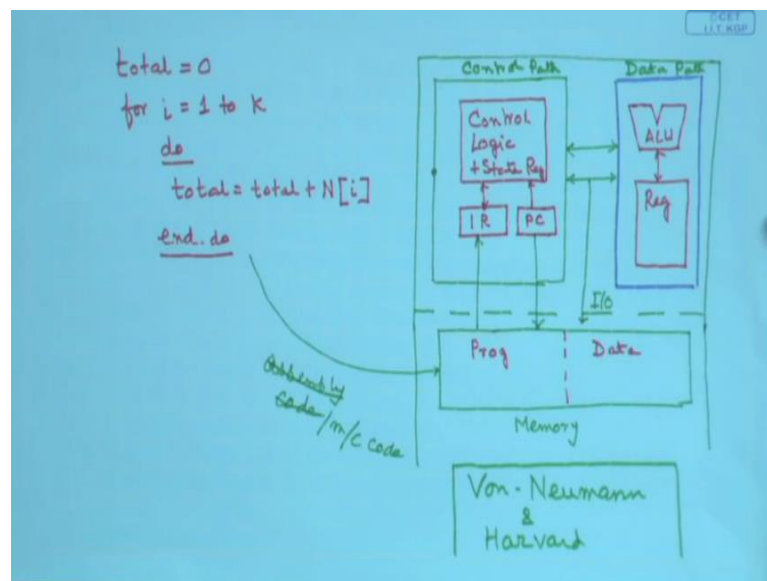 CET
I.I.T. KGP
total = 0
for i = 1 to K
do
total = total + N[i]
end.do
Assembly
Code/m/c code
Control Path
Data Path
Control
Logic
+State Reg
IR
PC
ALU
Reg
I/O
Prog
Data
Memory
Von-Neumann
&
Harvard